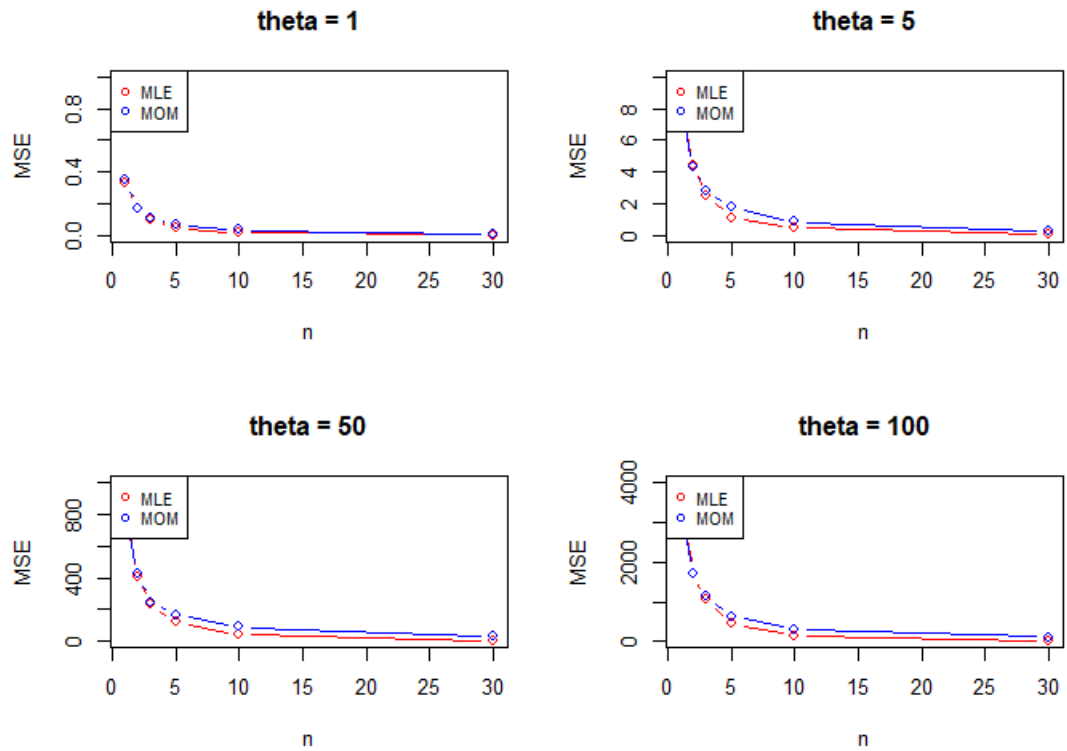 theta = 1
MSE
0.0 0.4 0.8
MLE
MOM
0 5 10 15 20 25 30
n
theta = 5
MSE
0 2 4 6 8
MLE
MOM
0 5 10 15 20 25 30
n
theta = 50
MSE
0 400 800
MLE
MOM
0 5 10 15 20 25 30
n
theta = 100
MSE
0 2000 4000
MLE
MOM
0 5 10 15 20 25 30
n